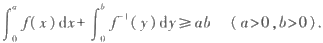 ∫₀ᵃ f(x)dx+∫₀ᵇ f⁻¹(y)dy≥ab (a>0,b>0).